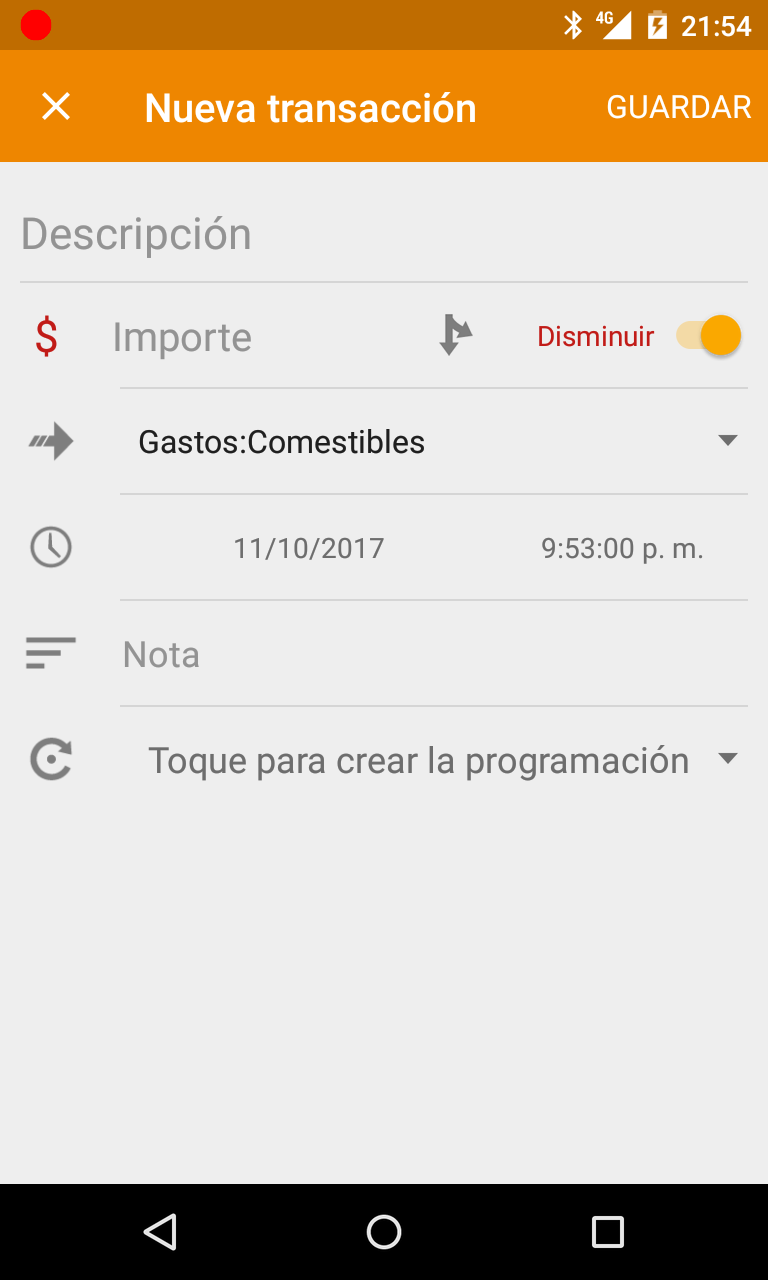 4G 21:54
Nueva transacción GUARDAR
Descripción
$ Importe Disminuir
Gastos:Comestibles
11/10/2017 9:53:00 p. m.
Nota
Toque para crear la programación